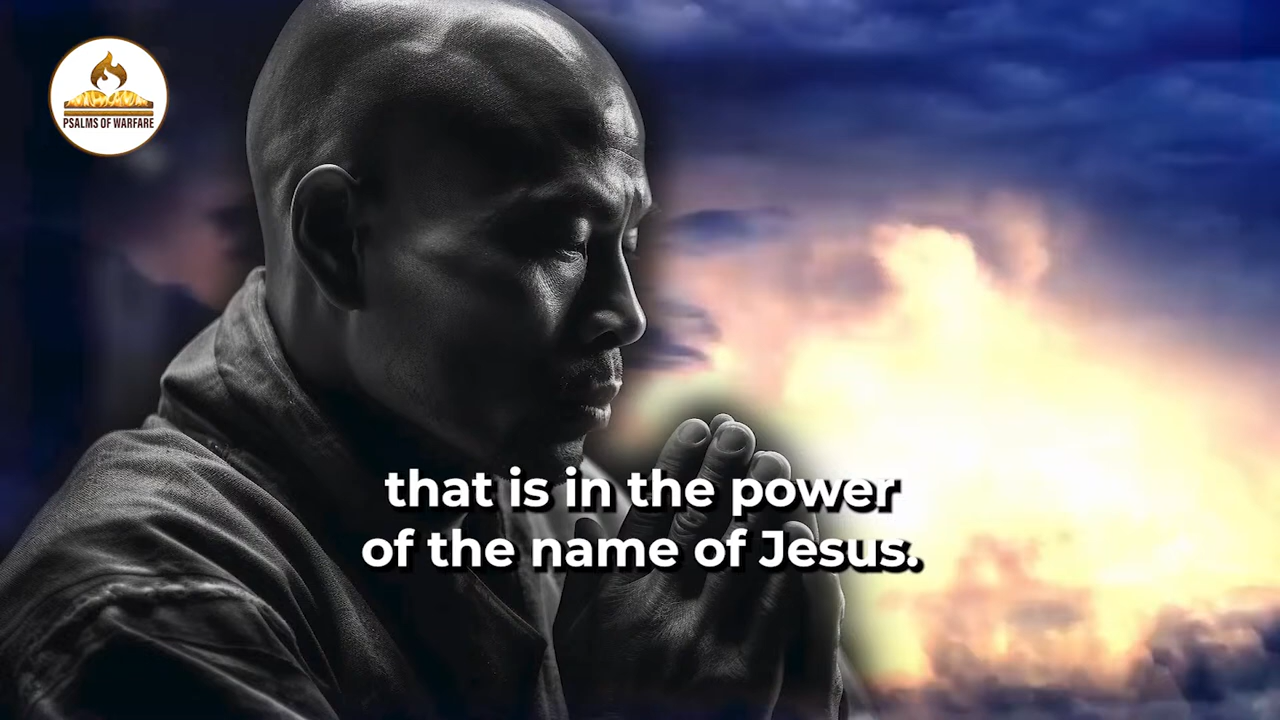 PSALMS OF WARFARE
that is in the power
of the name of Jesus.